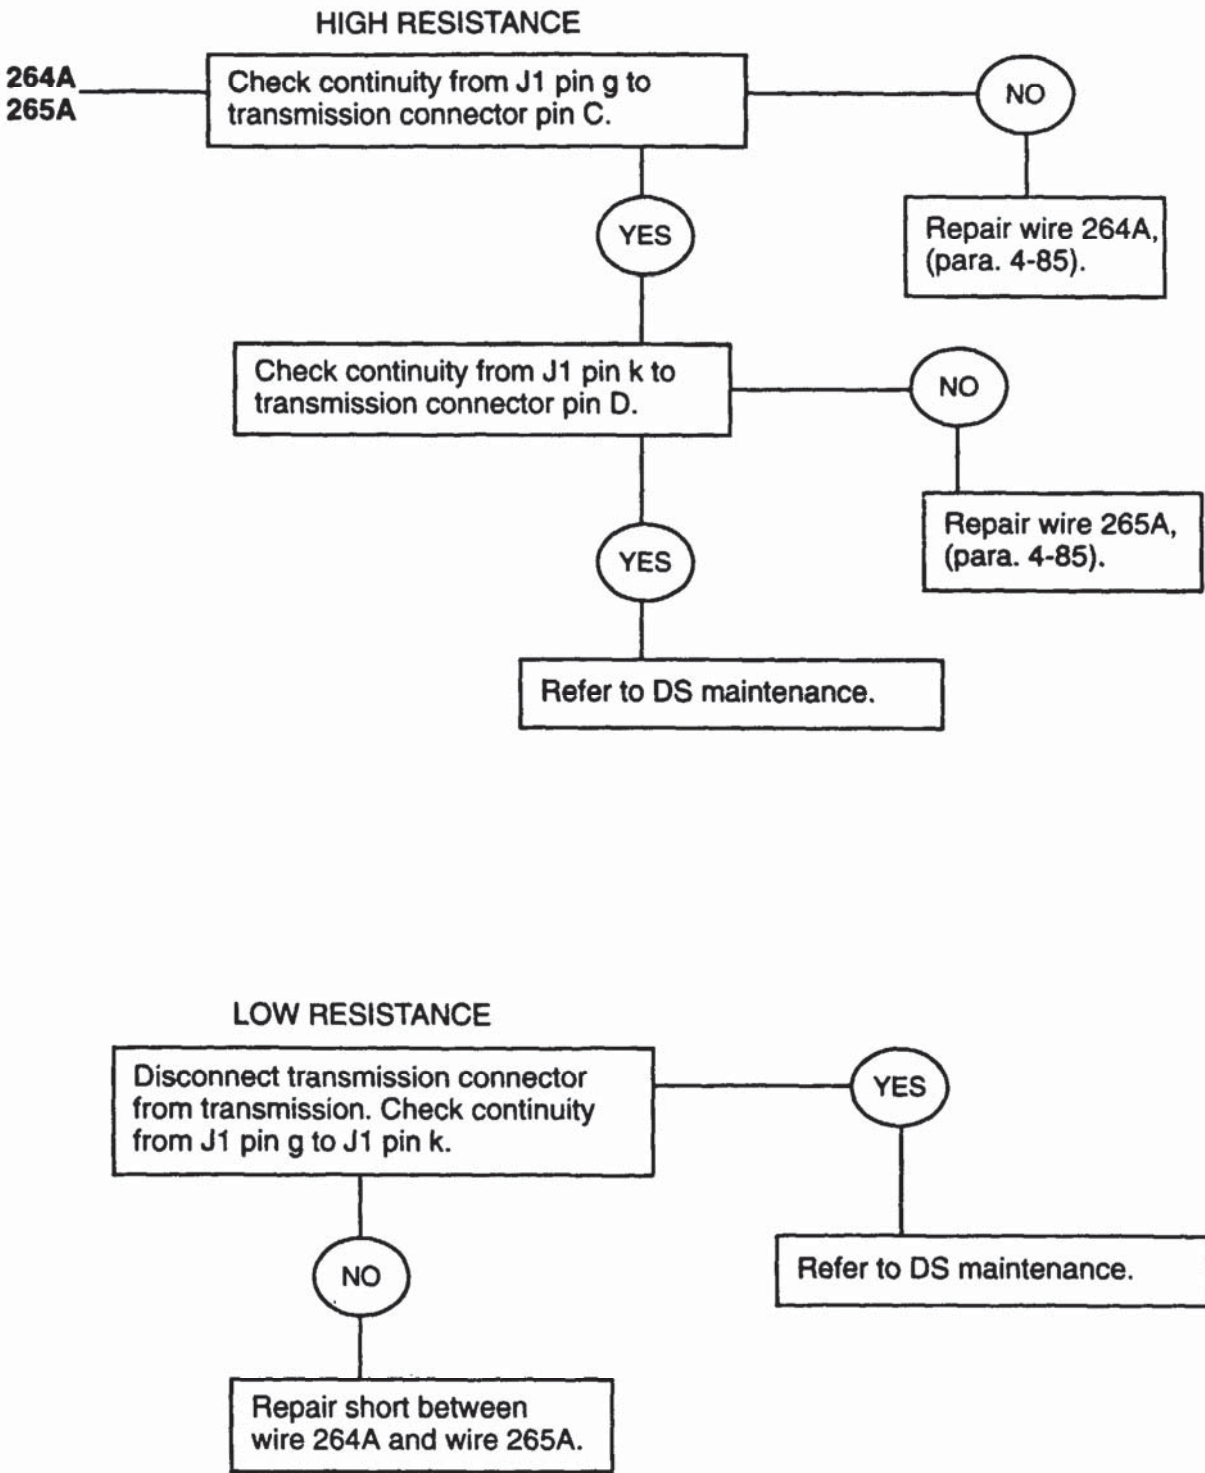 HIGH RESISTANCE
264A
265A
Check continuity from J1 pin g to
transmission connector pin C.
NO
Repair wire 264A,
(para. 4-85).
YES
Check continuity from J1 pin k to
transmission connector pin D.
NO
Repair wire 265A,
(para. 4-85).
YES
Refer to DS maintenance.
LOW RESISTANCE
Disconnect transmission connector
from transmission. Check continuity
from J1 pin g to J1 pin k.
YES
Refer to DS maintenance.
NO
Repair short between
wire 264A and wire 265A.